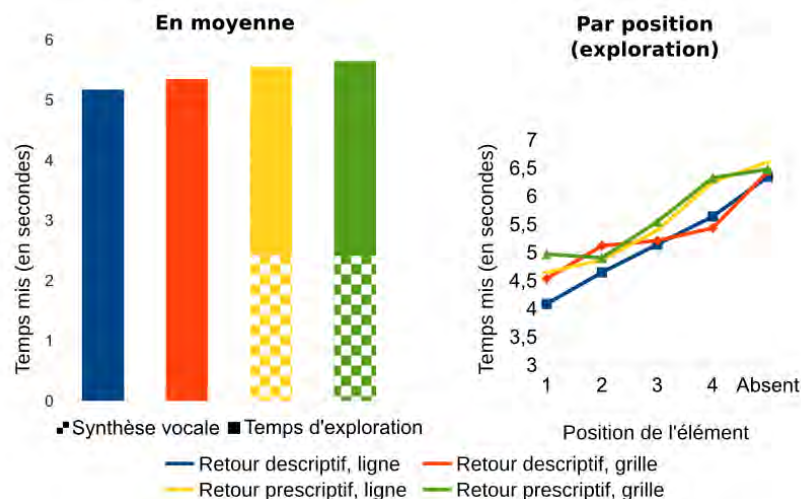 En moyenne
Temps mis (en secondes)
6
5
4
3
2
1
0
Synthèse vocale Temps d'exploration
Par position
(exploration)
Temps mis (en secondes)
7
6,5
6
5,5
5
4,5
4
3,5
3
1 2 3 4 Absent
Position de l'élément
Retour descriptif, ligne Retour descriptif, grille
Retour prescriptif, ligne Retour prescriptif, grille